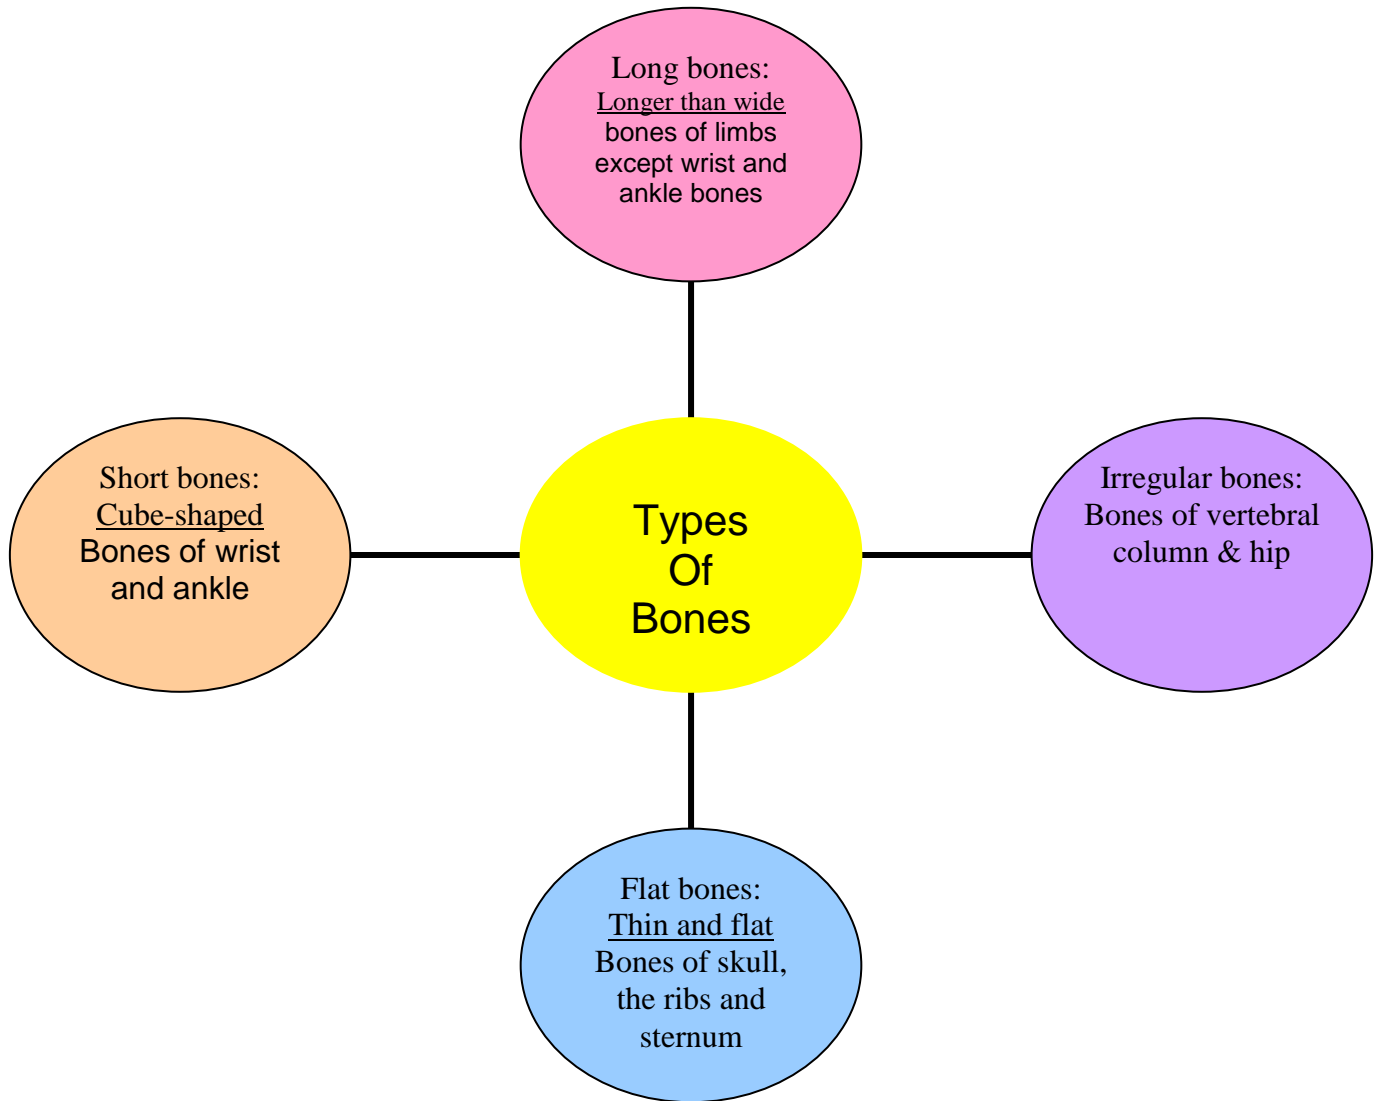 Long bones:
Longer than wide
bones of limbs
except wrist and
ankle bones
Short bones:
Cube-shaped
Bones of wrist
and ankle
Types
Of
Bones
Irregular bones:
Bones of vertebral
column & hip
Flat bones:
Thin and flat
Bones of skull,
the ribs and
sternum